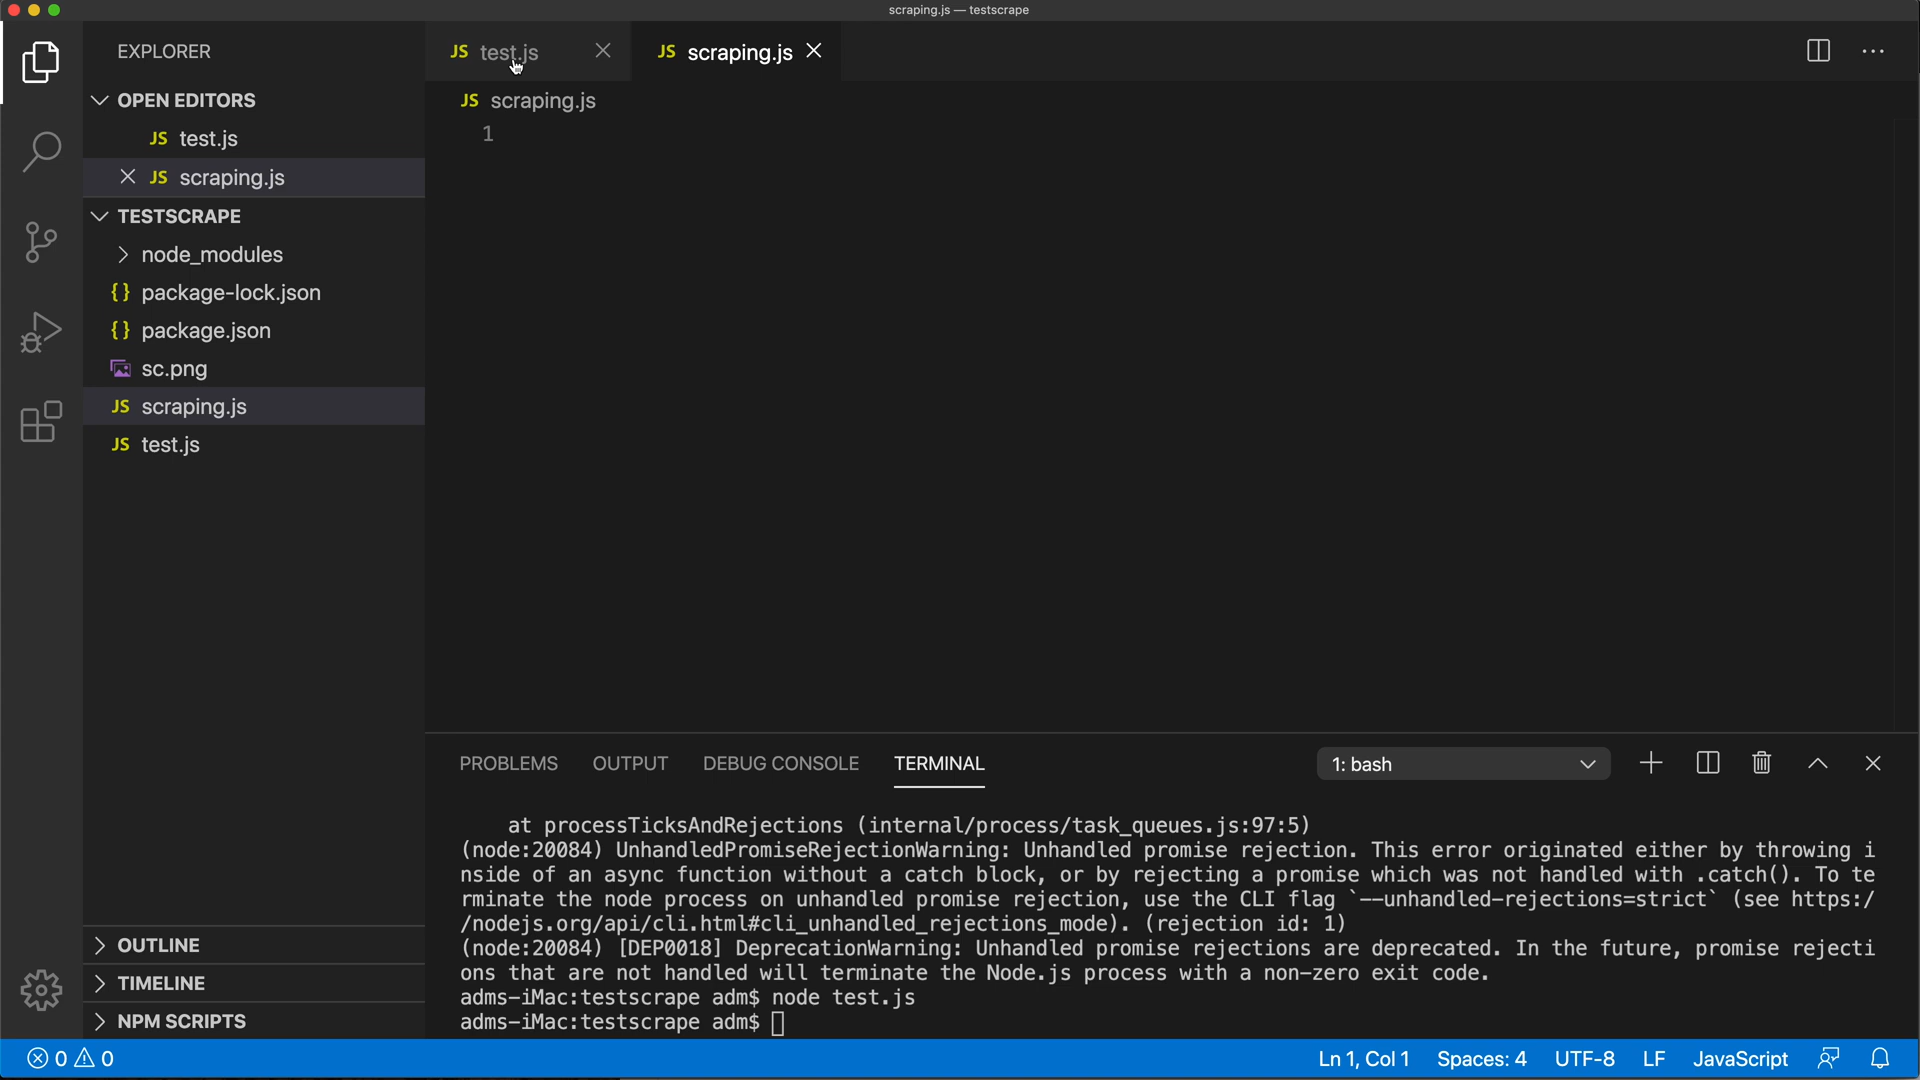 scraping.js — testscrape
EXPLORER
OPEN EDITORS
JS test.js
JS scraping.js
TESTSCRAPE
node_modules
{} package-lock.json
{} package.json
sc.png
JS scraping.js
JS test.js
OUTLINE
TIMELINE
NPM SCRIPTS
JS test.js
JS scraping.js
JS scraping.js
1
PROBLEMS
OUTPUT
DEBUG CONSOLE
TERMINAL
1: bash
at processTicksAndRejections (internal/process/task_queues.js:97:5)
(node:20084) UnhandledPromiseRejectionWarning: Unhandled promise rejection. This error originated either by throwing i
nside of an async function without a catch block, or by rejecting a promise which was not handled with .catch(). To te
rminate the node process on unhandled promise rejection, use the CLI flag `--unhandled-rejections=strict` (see https:/
/nodejs.org/api/cli.html#cli_unhandled_rejections_mode). (rejection id: 1)
(node:20084) [DEP0018] DeprecationWarning: Unhandled promise rejections are deprecated. In the future, promise rejecti
ons that are not handled will terminate the Node.js process with a non-zero exit code.
adms-iMac:testscrape adm$ node test.js
adms-iMac:testscrape adm$
0 0
Ln 1, Col 1
Spaces: 4
UTF-8
LF
JavaScript